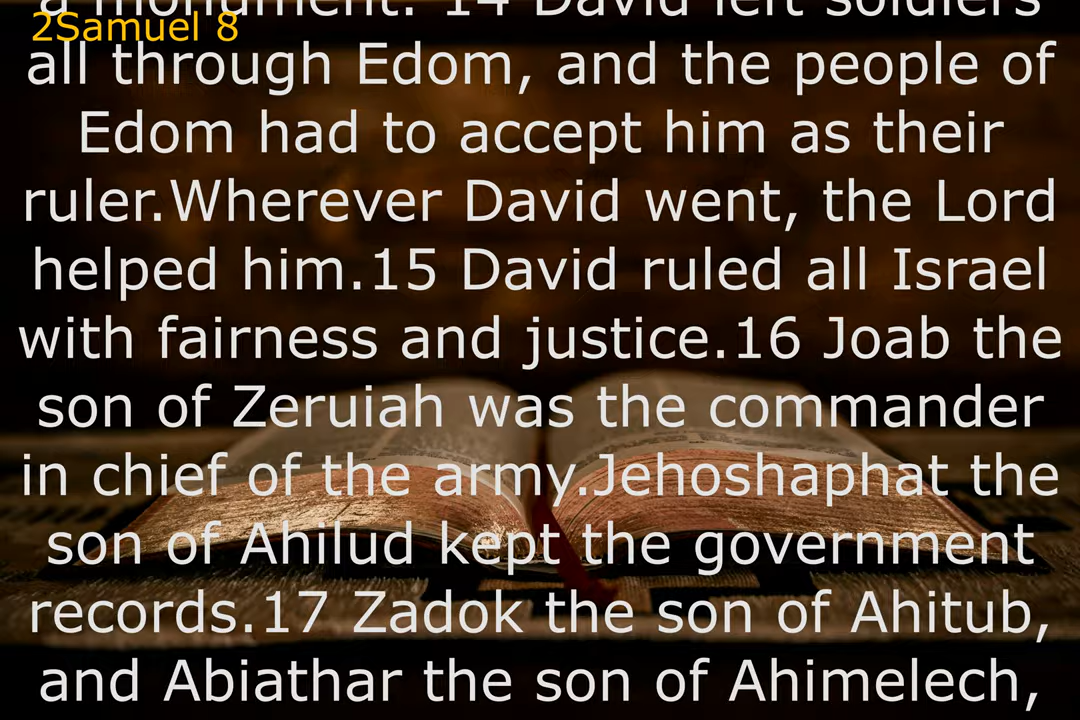 a monument. 14 David left soldiers
2Samuel 8
all through Edom, and the people of
Edom had to accept him as their
ruler.Wherever David went, the Lord
helped him.15 David ruled all Israel
with fairness and justice.16 Joab the
son of Zeruiah was the commander
in chief of the army.Jehoshaphat the
son of Ahilud kept the government
records.17 Zadok the son of Ahitub,
and Abiathar the son of Ahimelech,